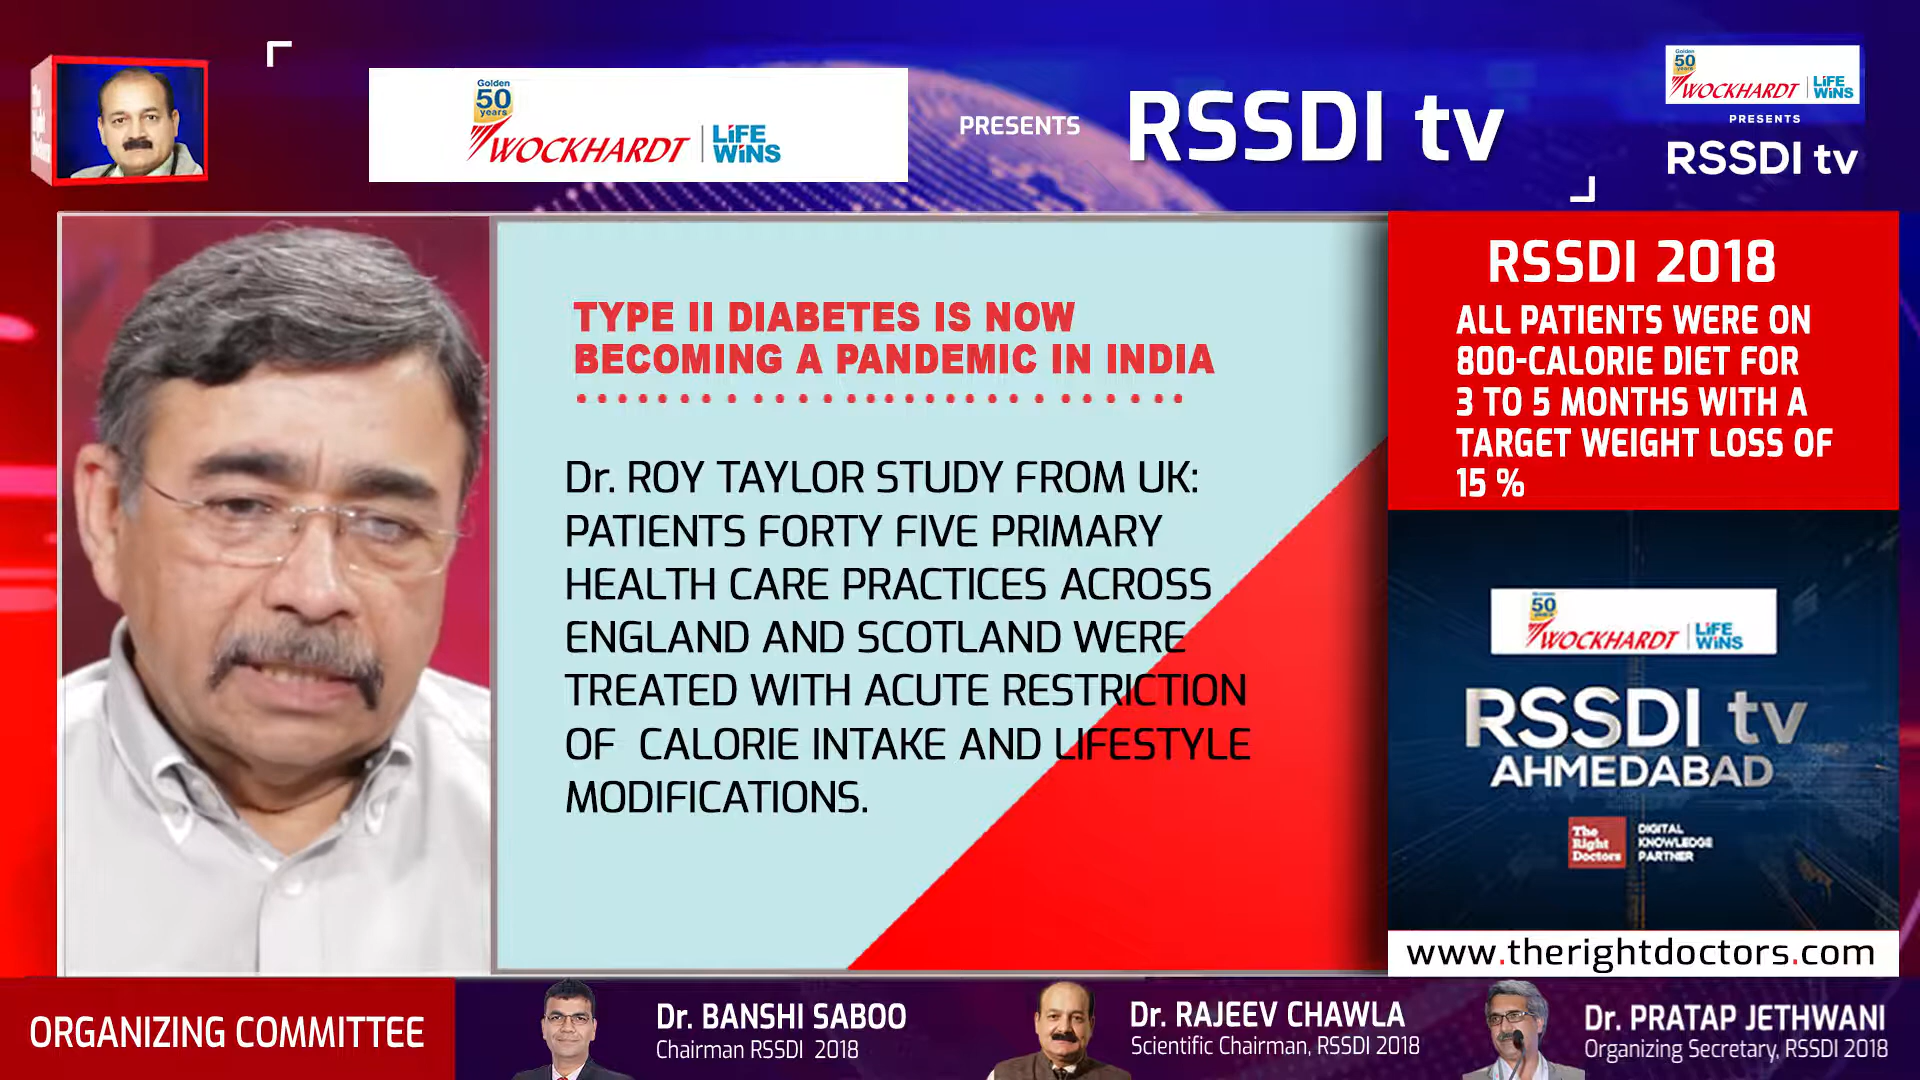 Golden
50
years
WOCKHARDT
LiFE
WiNS
PRESENTS
RSSDI tv
Golden
50
years
WOCKHARDT
LiFE
WiNS
PRESENTS
RSSDI tv
TYPE II DIABETES IS NOW
BECOMING A PANDEMIC IN INDIA
Dr. ROY TAYLOR STUDY FROM UK:
PATIENTS FORTY FIVE PRIMARY
HEALTH CARE PRACTICES ACROSS
ENGLAND AND SCOTLAND WERE
TREATED WITH ACUTE RESTRICTION
OF CALORIE INTAKE AND LIFESTYLE
MODIFICATIONS.
RSSDI 2018
ALL PATIENTS WERE ON
800-CALORIE DIET FOR
3 TO 5 MONTHS WITH A
TARGET WEIGHT LOSS OF
15 %
50
WOCKHARDT
LiFE
WiNS
RSSDI tv
AHMEDABAD
The
Right
Doctors
DIGITAL
KNOWLEDGE
PARTNER
www.therightdoctors.com
ORGANIZING COMMITTEE
Dr. BANSHI SABOO
Chairman RSSDI 2018
Dr. RAJEEV CHAWLA
Scientific Chairman, RSSDI 2018
Dr. PRATAP JETHWANI
Organizing Secretary, RSSDI 2018